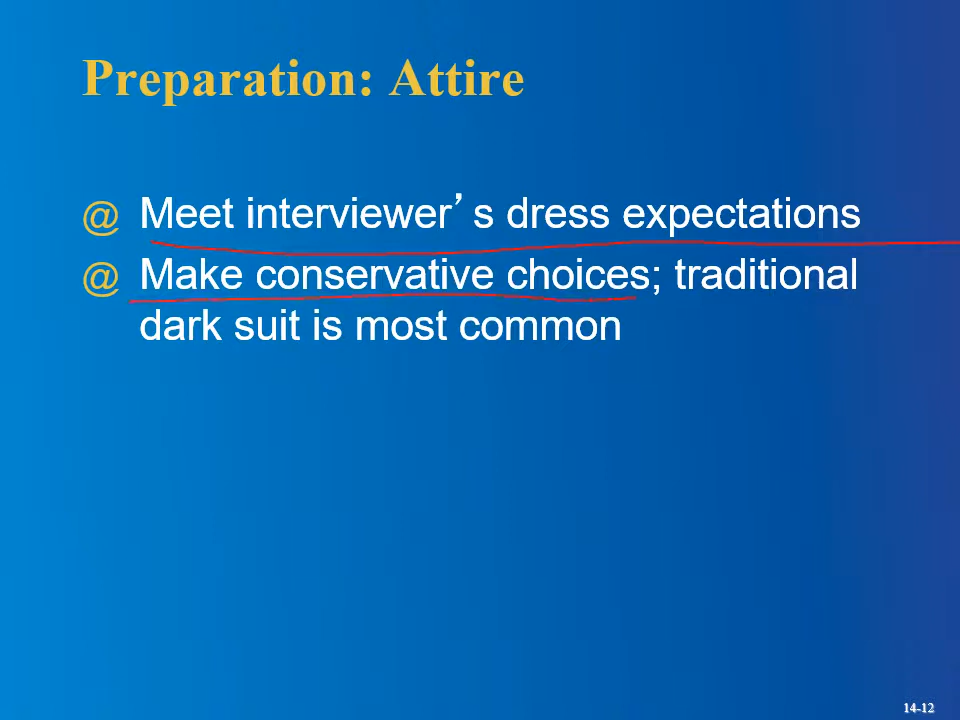 Preparation: Attire
@ Meet interviewer’s dress expectations
@ Make conservative choices; traditional
dark suit is most common
14-12